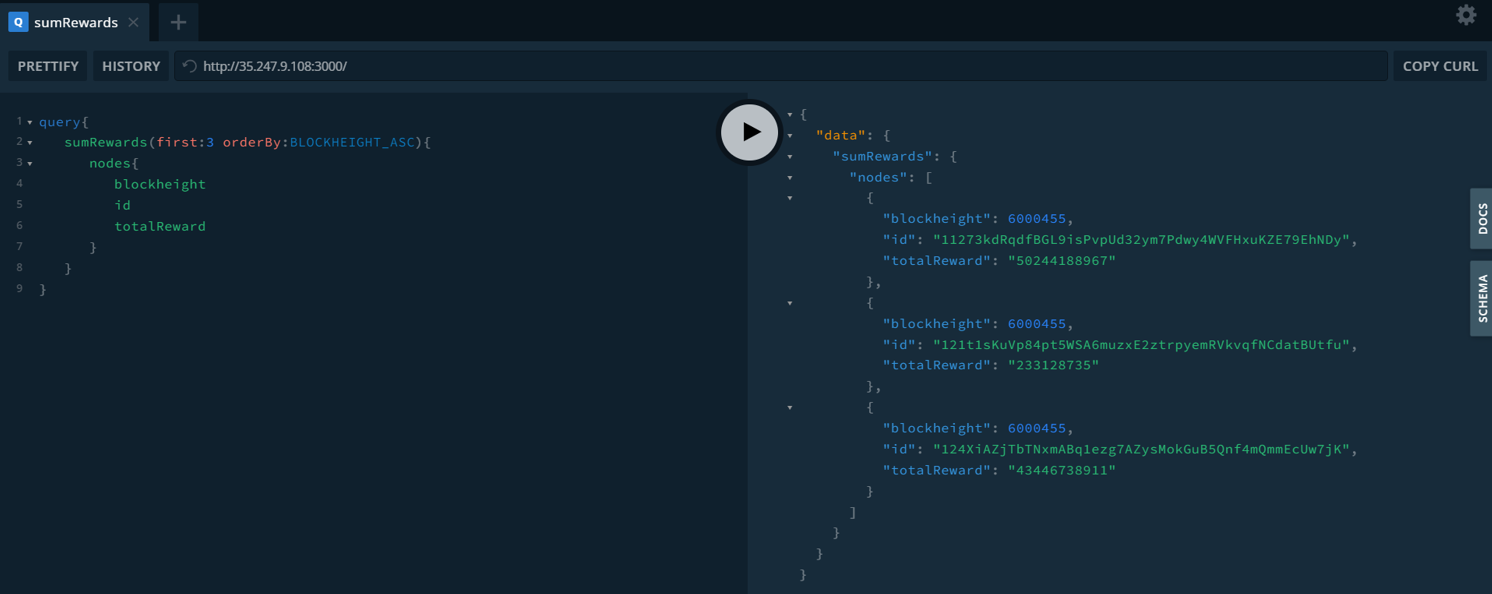 Q sumRewards
PRETTIFY HISTORY http://35.247.9.108:3000/ COPY CURL
1 query{
2 sumRewards(first:3 orderBy:BLOCKHEIGHT_ASC){
3 nodes{
4 blockheight
5 id
6 totalReward
7 }
8 }
9 }
{
"data": {
"sumRewards": {
"nodes": [
{
"blockheight": 6000455,
"id": "11273kdRqdfBGL9isPvpUd32ym7Pdwy4WVFHxuKZE79EhNDy",
"totalReward": "50244188967"
},
{
"blockheight": 6000455,
"id": "121t1sKuVp84pt5WSA6muzxE2ztrpyemRVkvqfNCdatBUtfu",
"totalReward": "233128735"
},
{
"blockheight": 6000455,
"id": "124XiAZjTbTNxmABq1ezg7AZysMokGuB5Qnf4mQmmEcUw7jK",
"totalReward": "43446738911"
}
]
}
}
}
DOCS
SCHEMA